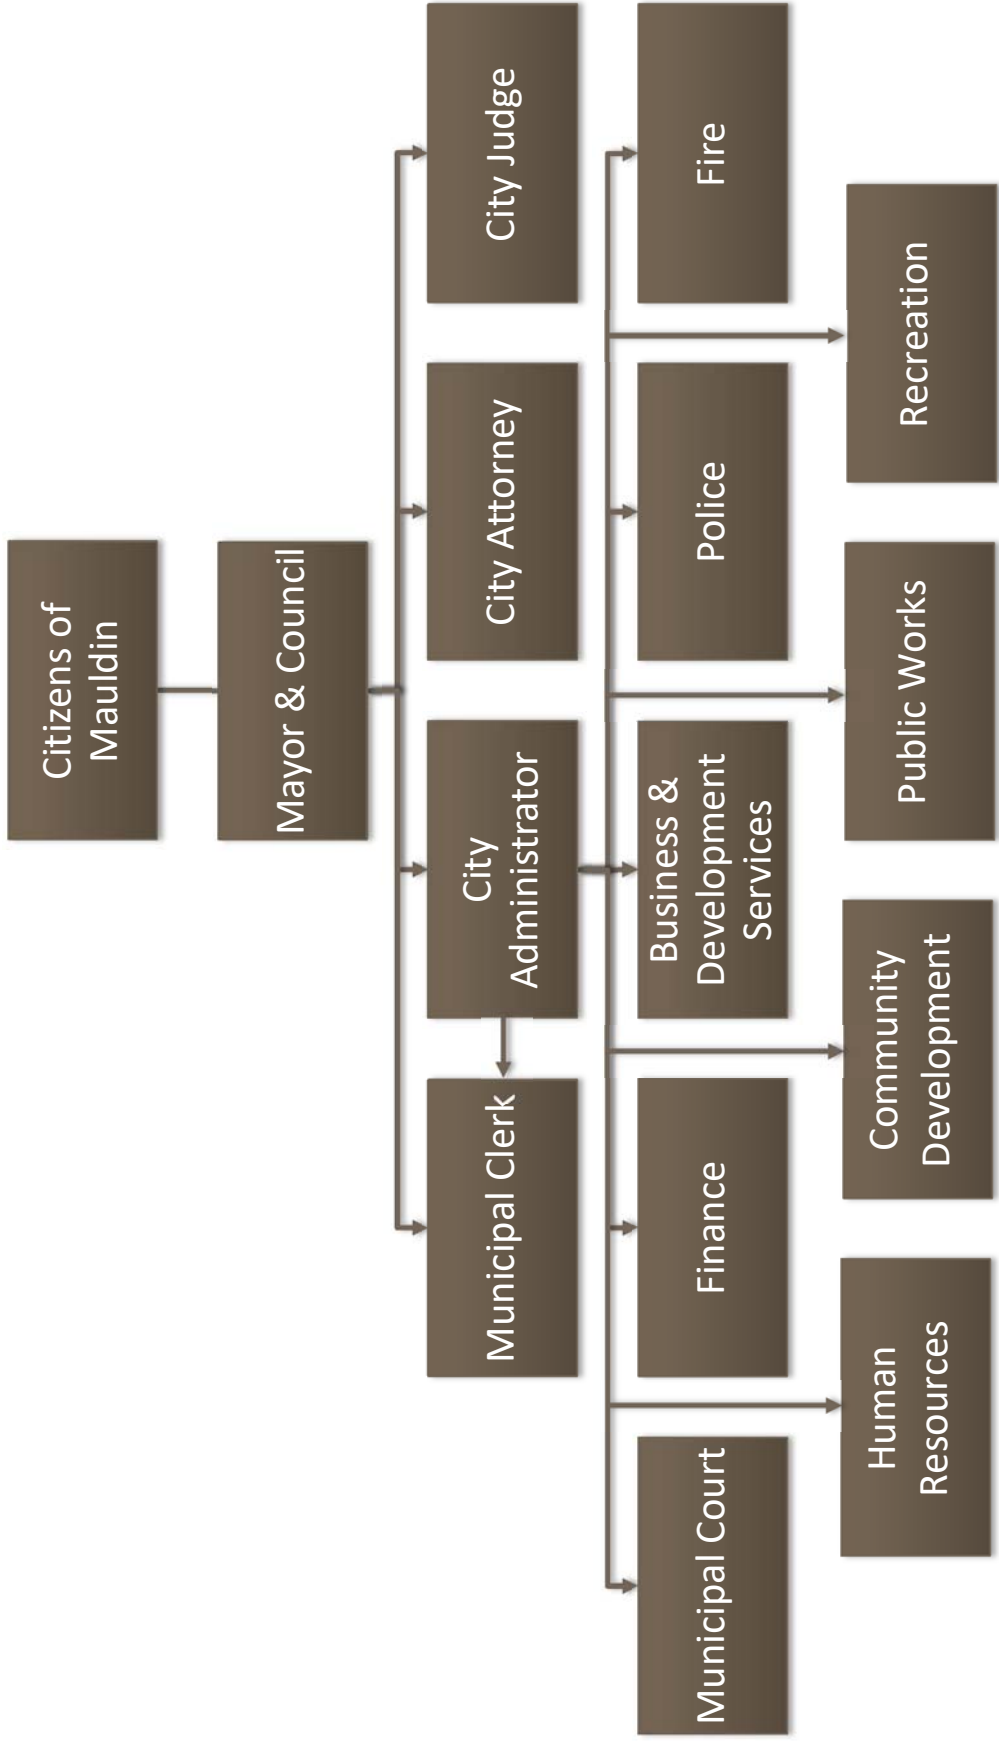 Citizens of
Mauldin
Mayor & Council
Municipal Clerk
City
Administrator
City Attorney
City Judge
Municipal Court
Finance
Business &
Development
Services
Police
Fire
Human
Resources
Community
Development
Public Works
Recreation